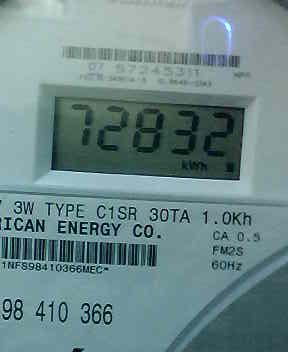 07 57245311
72832
kWh
3W TYPE C1SR 30TA 1.0Kh
RICAN ENERGY CO.
CA 0.5
FM2S
1NFS98410366MEC*
60Hz
98 410 366